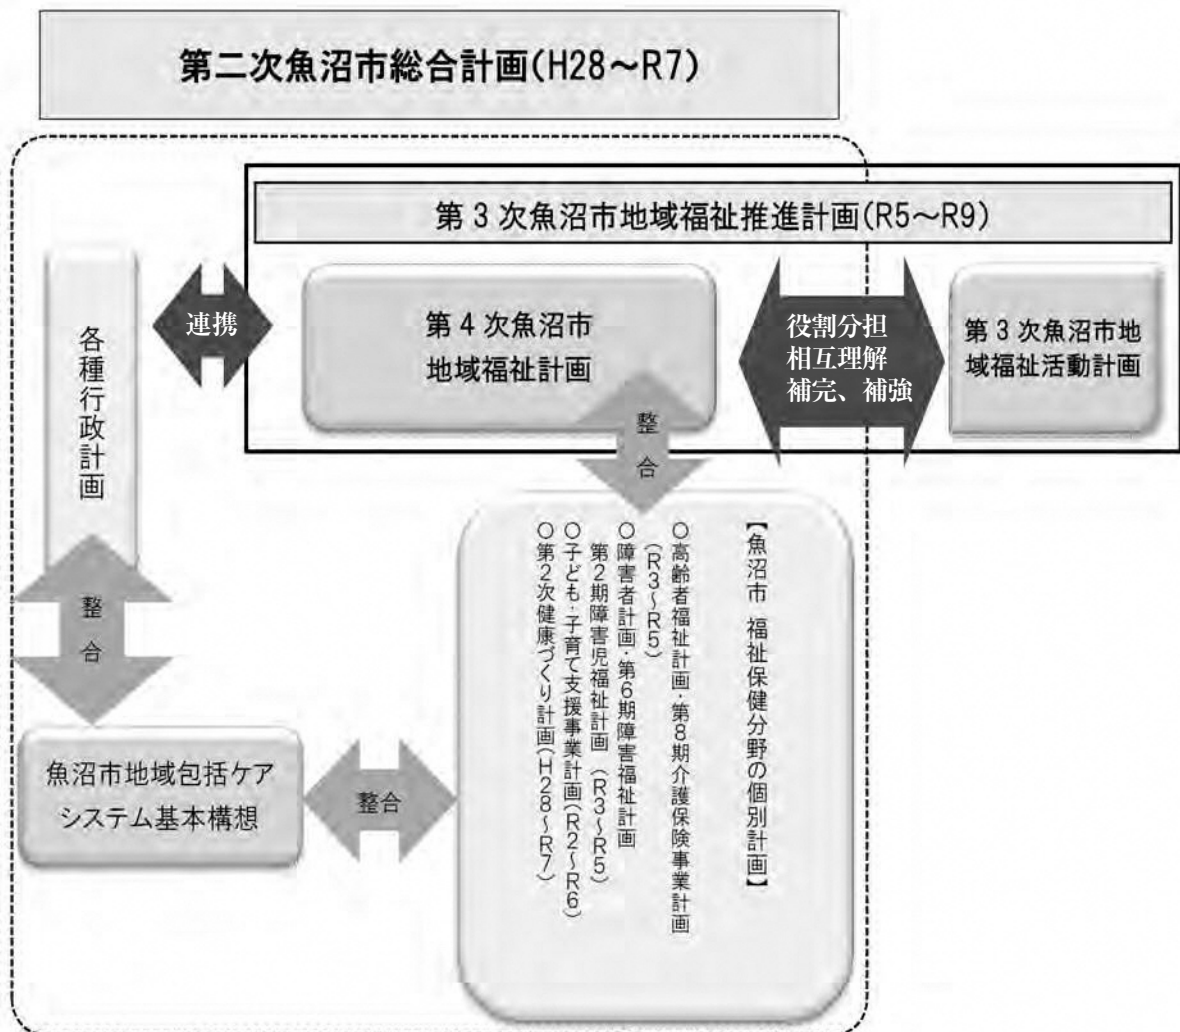 第二次魚沼市総合計画(H28～R7)
第３次魚沼市地域福祉推進計画(R5～R9)
各種行政計画
連携
第４次魚沼市
地域福祉計画
役割分担
相互理解
補完、補強
第３次魚沼市地
域福祉活動計画
整
合
整
合
【魚沼市　福祉保健分野の個別計画】
○高齢者福祉計画・第８期介護保険事業計画
(R3～R5)
○障害者計画・第６期障害福祉計画
第２期障害児福祉計画　(R3～R5)
○子ども・子育て支援事業計画(R2～R6)
○第２次健康づくり計画(H28～R7)
魚沼市地域包括ケア
システム基本構想
整合